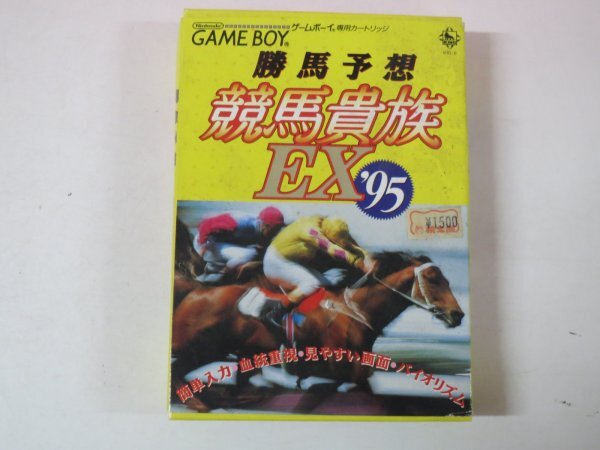 Nintendo
GAME BOY®
ゲームボーイ®専用カートリッジ
勝馬予想
競馬貴族
EX '95
¥1,500
簡単入力・血統重視・見やすい画面・バイオリズム